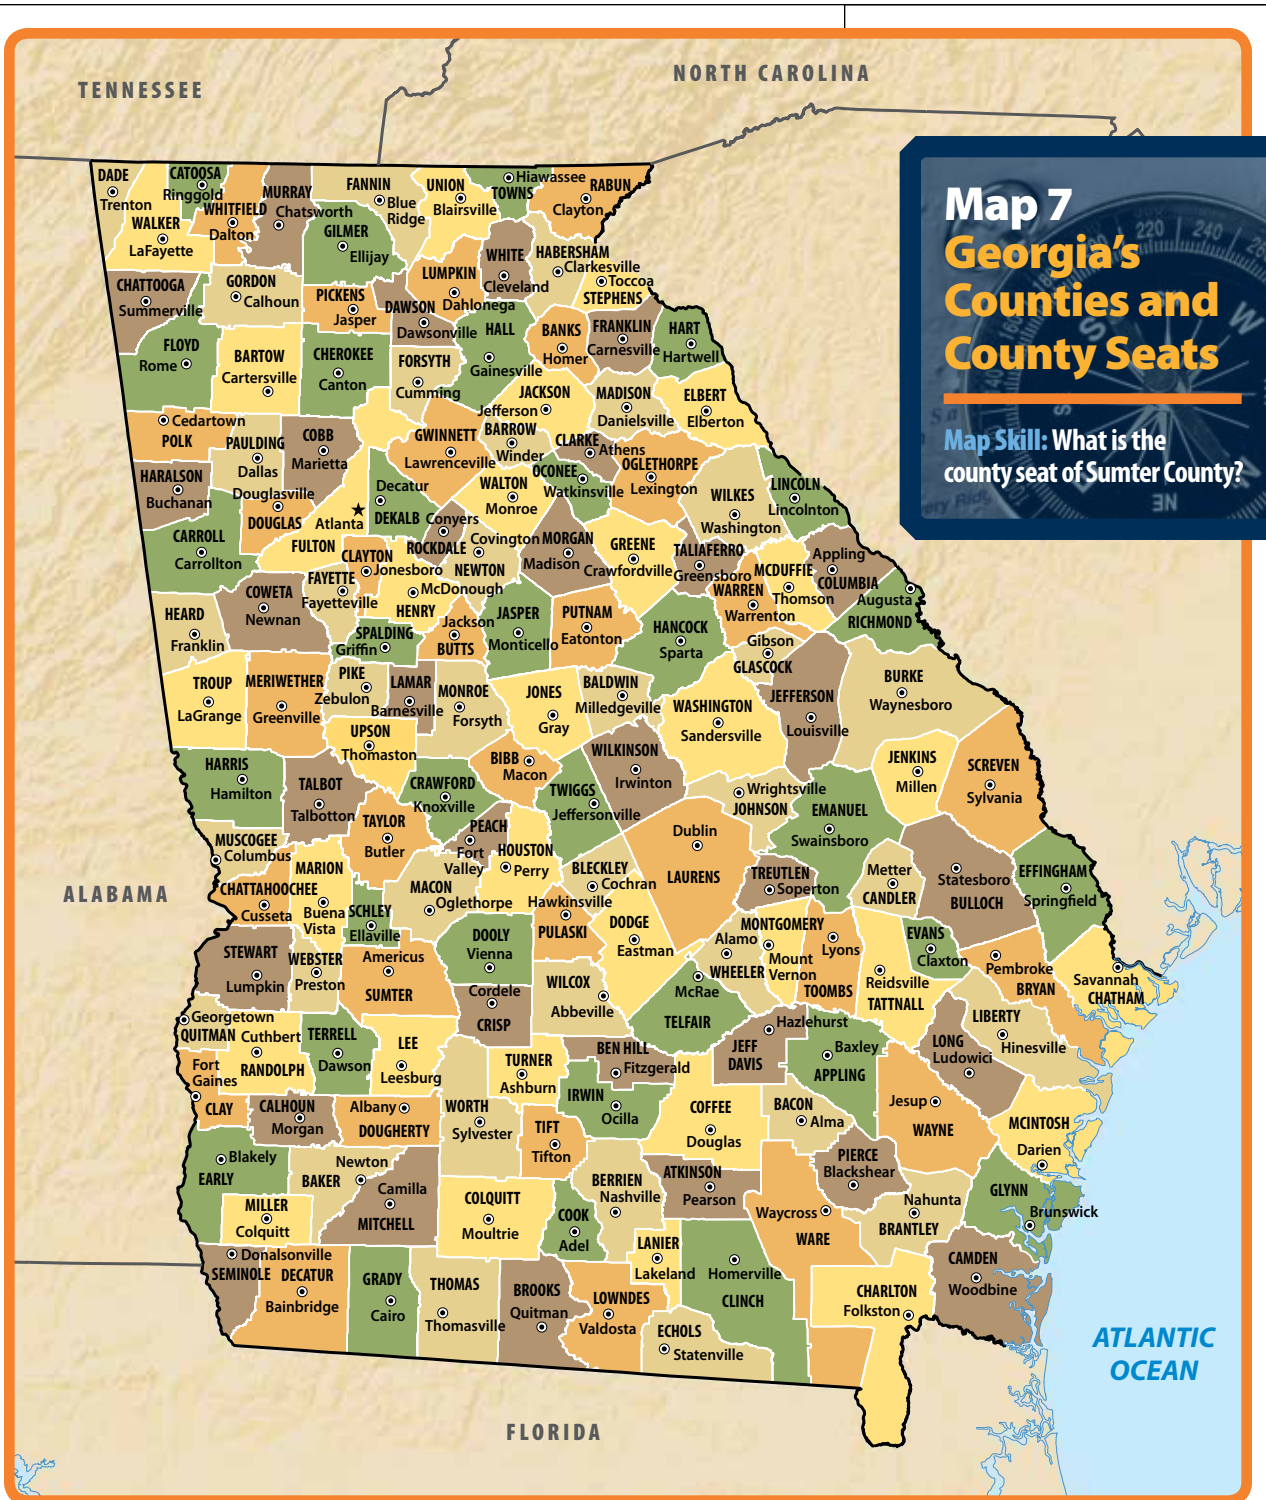 TENNESSEE
NORTH CAROLINA
Map 7
Georgia's
Counties and
County Seats
Map Skill: What is the
county seat of Sumter County?
DADE
Trenton
CATOOSA
Ringgold
WALKER
LaFayette
WHITFIELD
Dalton
MURRAY
Chatsworth
FANNIN
Blue
Ridge
GILMER
Ellijay
UNION
Blairsville
Hiawassee
TOWNS
RABUN
Clayton
WHITE
Cleveland
HABERSHAM
Clarkesville
Toccoa
STEPHENS
LUMPKIN
Dahlonega
CHATTOOGA
Summerville
GORDON
Calhoun
PICKENS
Jasper
DAWSON
Dawsonville
HALL
Gainesville
BANKS
Homer
FRANKLIN
Carnesville
HART
Hartwell
FLOYD
Rome
BARTOW
Cartersville
CHEROKEE
Canton
FORSYTH
Cumming
JACKSON
Jefferson
MADISON
Danielsville
ELBERT
Elberton
Cedartown
POLK
PAULDING
Dallas
COBB
Marietta
GWINNETT
Lawrenceville
BARROW
Winder
CLARKE
Athens
OCONEE
Watkinsville
OGLETHORPE
Lexington
WILKES
Washington
LINCOLN
Lincolnton
HARALSON
Buchanan
Douglasville
DOUGLAS
Atlanta
FULTON
Decatur
DEKALB
Conyers
ROCKDALE
WALTON
Monroe
CARROLL
Carrollton
CLAYTON
Jonesboro
Covington
NEWTON
MORGAN
Madison
GREENE
Crawfordville
TALIAFERRO
Greensboro
MCDUFFIE
Thomson
Appling
COLUMBIA
Augusta
RICHMOND
WARREN
Warrenton
HEARD
Franklin
COWETA
Newnan
FAYETTE
Fayetteville
McDonough
HENRY
SPALDING
Griffin
Jackson
BUTTS
JASPER
Monticello
PUTNAM
Eatonton
HANCOCK
Sparta
Gibson
GLASCOCK
JEFFERSON
Louisville
BURKE
Waynesboro
TROUP
LaGrange
MERIWETHER
Greenville
PIKE
Zebulon
LAMAR
Barnesville
MONROE
Forsyth
JONES
Gray
BALDWIN
Milledgeville
WASHINGTON
Sandersville
UPSON
Thomaston
HARRIS
Hamilton
TALBOT
Talbotton
CRAWFORD
Knoxville
BIBB
Macon
TWIGGS
Jeffersonville
WILKINSON
Irwinton
Wrightsville
JOHNSON
EMANUEL
Swainsboro
JENKINS
Millen
SCREVEN
Sylvania
MUSCOGEE
Columbus
TAYLOR
Butler
PEACH
Fort
Valley
HOUSTON
Perry
BLECKLEY
Cochran
Dublin
LAURENS
TREUTLEN
Soperton
Metter
CANDLER
Statesboro
BULLOCH
EFFINGHAM
Springfield
ALABAMA
CHATTAHOOCHEE
Cusseta
MARION
Buena
Vista
SCHLEY
Ellaville
MACON
Oglethorpe
Hawkinsville
PULASKI
DODGE
Eastman
MONTGOMERY
Mount
Vernon
Alamo
WHEELER
Lyons
TOOMBS
EVANS
Claxton
Reidsville
TATTNALL
Pembroke
BRYAN
Savannah
CHATHAM
STEWART
Lumpkin
WEBSTER
Preston
Americus
SUMTER
DOOLY
Vienna
Cordele
CRISP
WILCOX
Abbeville
McRae
TELFAIR
LIBERTY
Hinesville
LONG
Ludowici
Georgetown
QUITMAN
Cuthbert
RANDOLPH
TERRELL
Dawson
LEE
Leesburg
TURNER
Ashburn
BEN HILL
Fitzgerald
Hazlehurst
JEFF
DAVIS
Baxley
APPLING
Fort
Gaines
CLAY
CALHOUN
Morgan
Albany
DOUGHERTY
WORTH
Sylvester
TIFT
Tifton
IRWIN
Ocilla
COFFEE
Douglas
BACON
Alma
Jesup
WAYNE
MCINTOSH
Darien
Blakely
EARLY
Newton
BAKER
Camilla
MITCHELL
MILLER
Colquitt
COLQUITT
Moultrie
BERRIEN
Nashville
COOK
Adel
ATKINSON
Pearson
PIERCE
Blackshear
Waycross
WARE
Nahunta
BRANTLEY
GLYNN
Brunswick
LANIER
Lakeland
Homerville
CLINCH
CAMDEN
Woodbine
Donalsonville
SEMINOLE
DECATUR
Bainbridge
GRADY
Cairo
THOMAS
Thomasville
BROOKS
Quitman
LOWNDES
Valdosta
ECHOLS
Statenville
CHARLTON
Folkston
ATLANTIC
OCEAN
FLORIDA